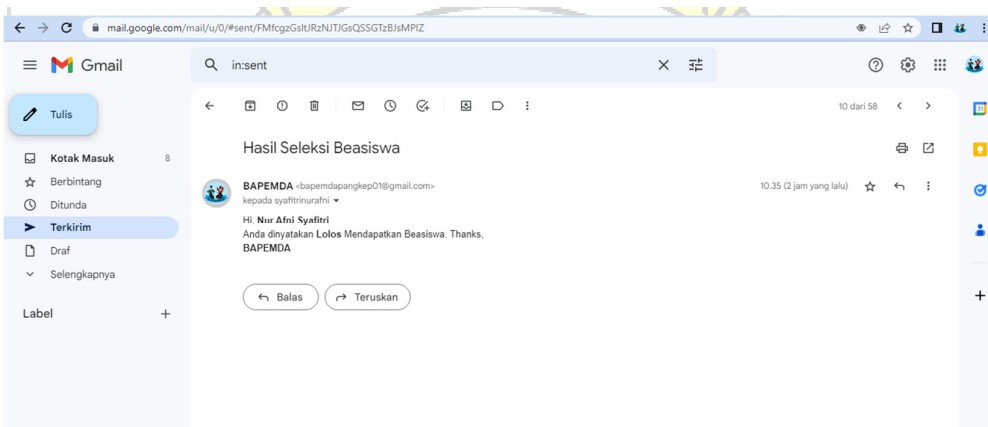 mail.google.com/mail/u/0/#sent/FMfcgzGsltJRzNJTJGsQSSGTzBJsMPIZ
Gmail
in:sent
Tulis
10 dari 58
Kotak Masuk 8
Berbintang
Ditunda
Terkirim
Draf
Selengkapnya
Label
Hasil Seleksi Beasiswa
BAPEMDA <bapemdapangkep01@gmail.com>
10.35 (2 jam yang lalu)
kepada syafitrinurafni
Hi, Nur Afni Syafitri
Anda dinyatakan Lolos Mendapatkan Beasiswa. Thanks,
BAPEMDA
Balas
Teruskan
31